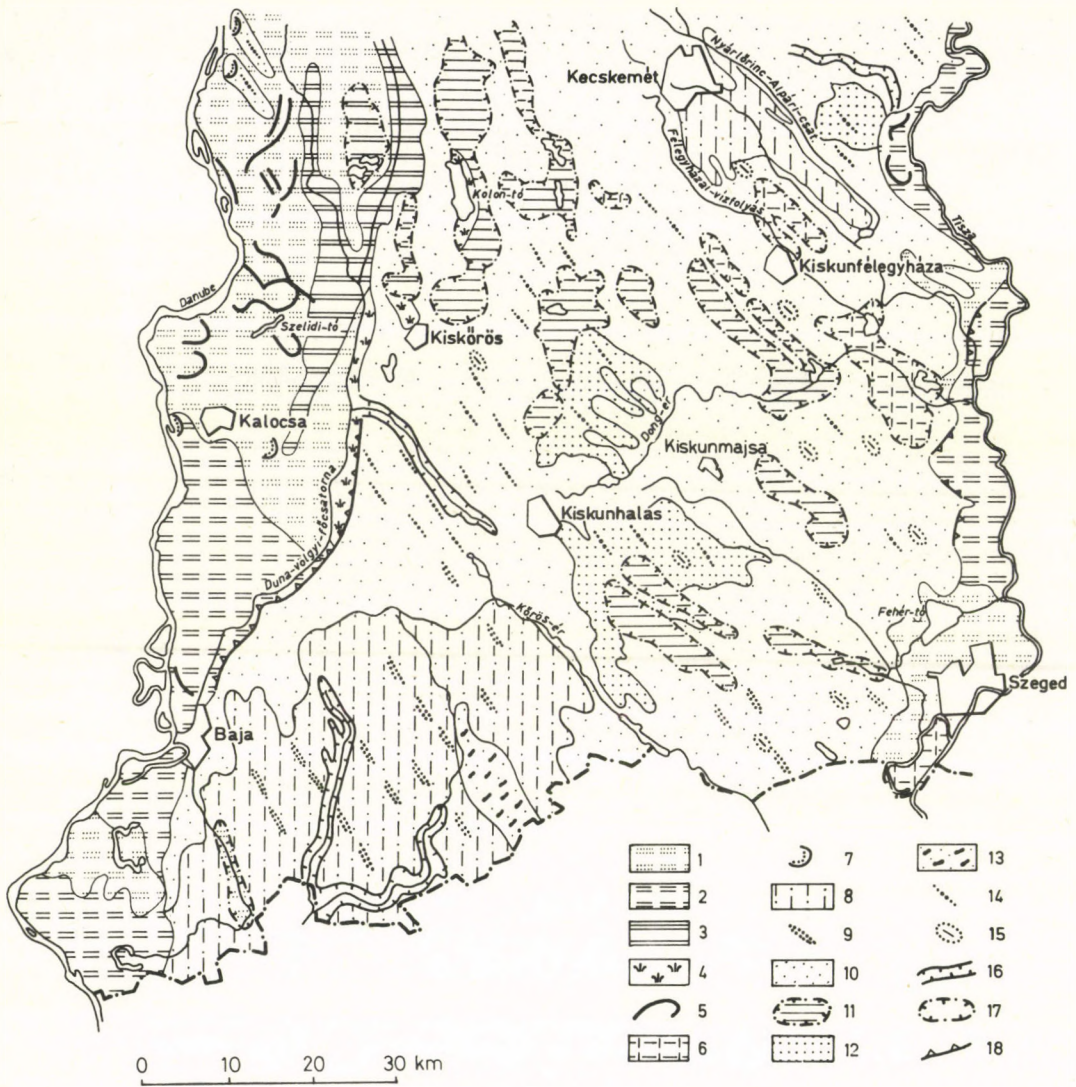 Kecskemét
Nyárlőrinc-Alpári-csat.
Félegyházai-vízfolyás
Kolon-tó
Tisza
Kiskunfélegyháza
Danube
Szelidi-tó
Kiskőrös
Kalocsa
Dong-ér
Kiskunmajsa
Kiskunhalas
Duna-völgyi főcsatorna
Kőrös-ér
Fehér-tó
Szeged
Baja
1
2
3
4
5
6
7
8
9
10
11
12
13
14
15
16
17
18
0 10 20 30 km